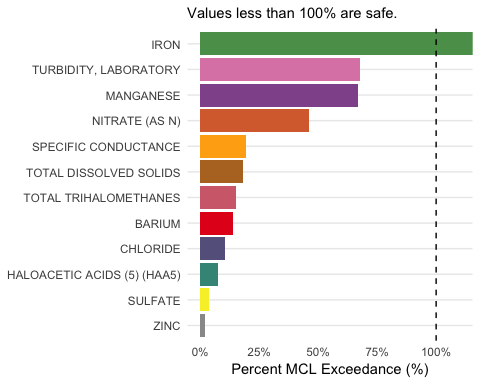 Values less than 100% are safe.
IRON
TURBIDITY, LABORATORY
MANGANESE
NITRATE (AS N)
SPECIFIC CONDUCTANCE
TOTAL DISSOLVED SOLIDS
TOTAL TRIHALOMETHANES
BARIUM
CHLORIDE
HALOACETIC ACIDS (5) (HAA5)
SULFATE
ZINC
0% 25% 50% 75% 100%
Percent MCL Exceedance (%)